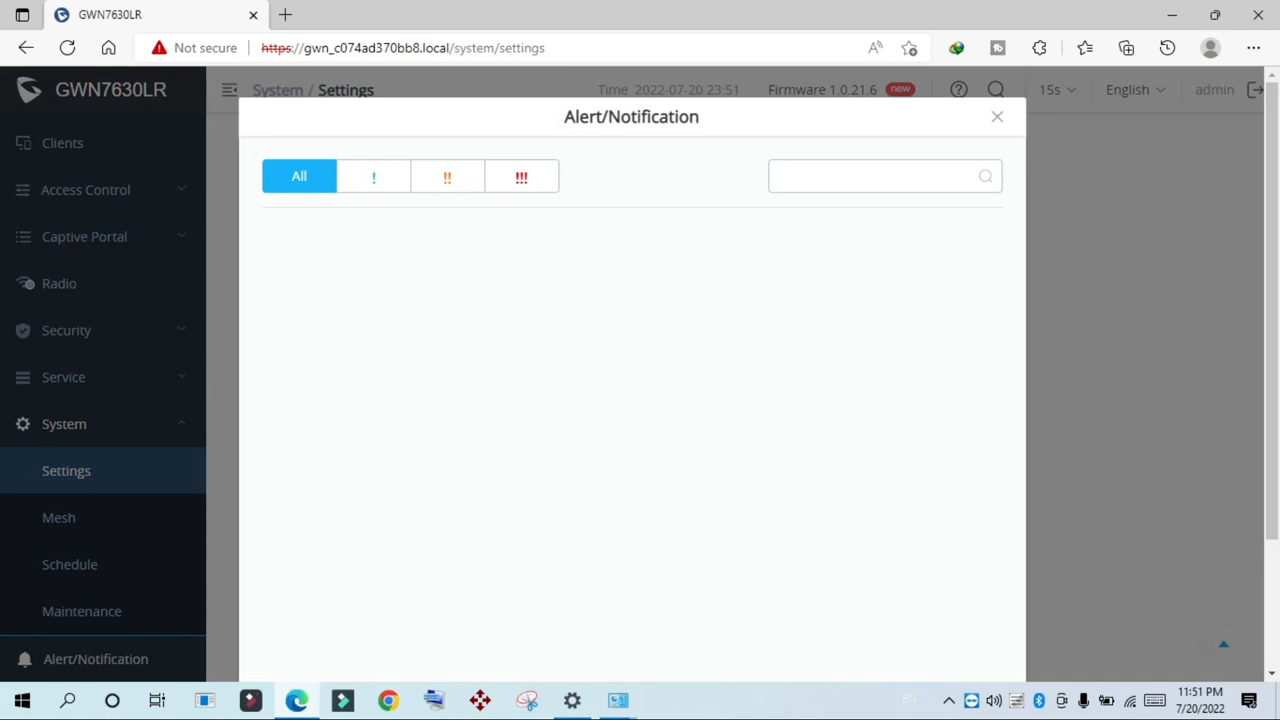 GWN7630LR
Not secure
https://gwn_c074ad370bb8.local/system/settings
GWN7630LR
System / Settings
Time 2022-07-20 23:51
Firmware 1.0.21.6 new
15s
English
admin
Alert/Notification
All
!
!!
!!!
Clients
Access Control
Captive Portal
Radio
Security
Service
System
Settings
Mesh
Schedule
Maintenance
Alert/Notification
EN
11:51 PM
7/20/2022